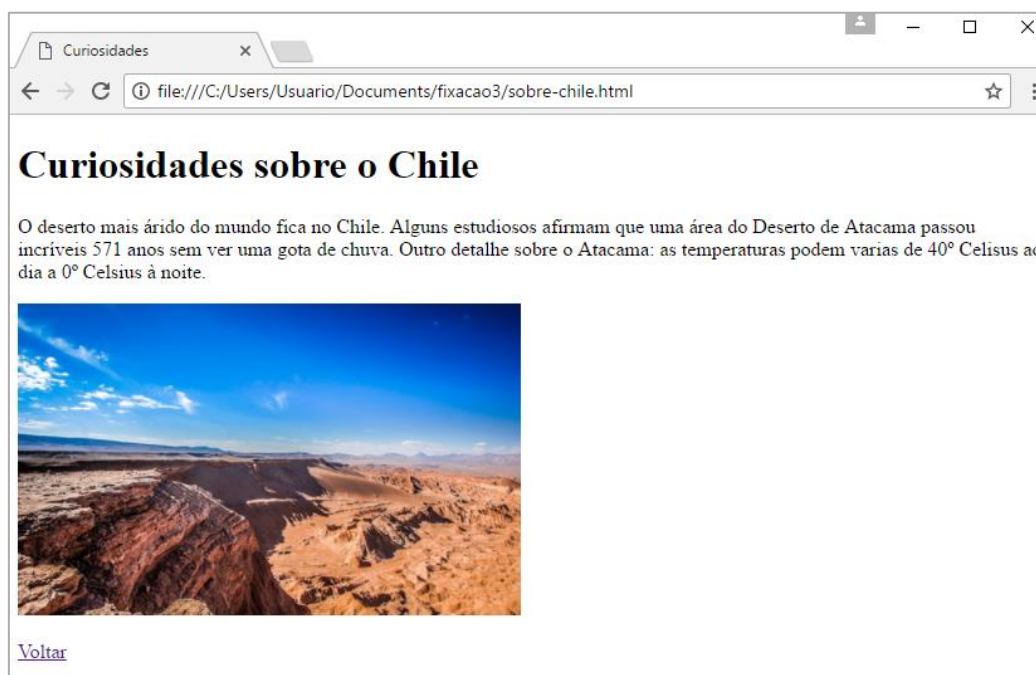 Curiosidades
file:///C:/Users/Usuario/Documents/fixacao3/sobre-chile.html
Curiosidades sobre o Chile
O deserto mais árido do mundo fica no Chile. Alguns estudiosos afirmam que uma área do Deserto de Atacama passou
incríveis 571 anos sem ver uma gota de chuva. Outro detalhe sobre o Atacama: as temperaturas podem varias de 40º Celisus ao
dia a 0º Celsius à noite.
Voltar